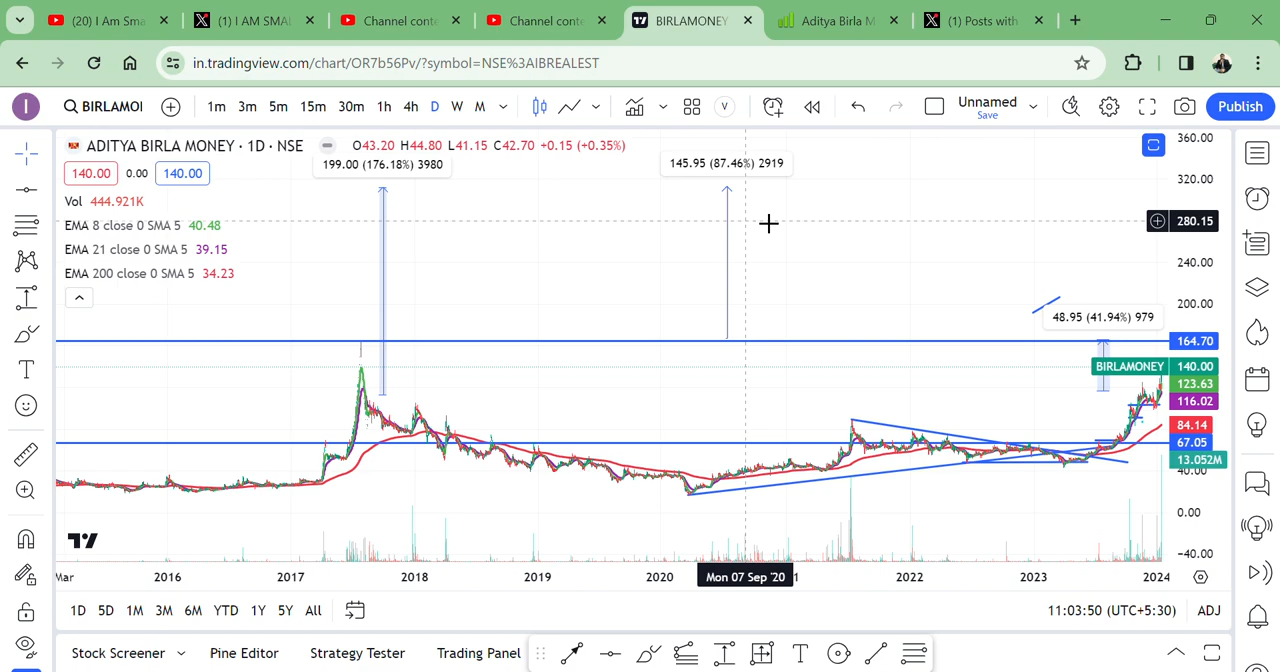 (20) I Am Sma
(1) I AM SMAL
Channel conte
Channel conte
BIRLAMONEY
Aditya Birla M
(1) Posts with
in.tradingview.com/chart/OR7b56Pv/?symbol=NSE%3AIBREALEST
I
BIRLAMOI
1m 3m 5m 15m 30m 1h 4h D W M
V
Unnamed
Save
Publish
ADITYA BIRLA MONEY · 1D · NSE O43.20 H44.80 L41.15 C42.70 +0.15 (+0.35%)
140.00 0.00 140.00
Vol 444.921K
EMA 8 close 0 SMA 5 40.48
EMA 21 close 0 SMA 5 39.15
EMA 200 close 0 SMA 5 34.23
199.00 (176.18%) 3980
145.95 (87.46%) 2919
48.95 (41.94%) 979
360.00
320.00
280.15
240.00
200.00
164.70
BIRLAMONEY 140.00
123.63
116.02
84.14
67.05
13.052M
40.00
0.00
−40.00
Mar 2016 2017 2018 2019 2020 Mon 07 Sep '20 2022 2023 2024
1D 5D 1M 3M 6M YTD 1Y 5Y All
11:03:50 (UTC+5:30) ADJ
Stock Screener Pine Editor Strategy Tester Trading Panel